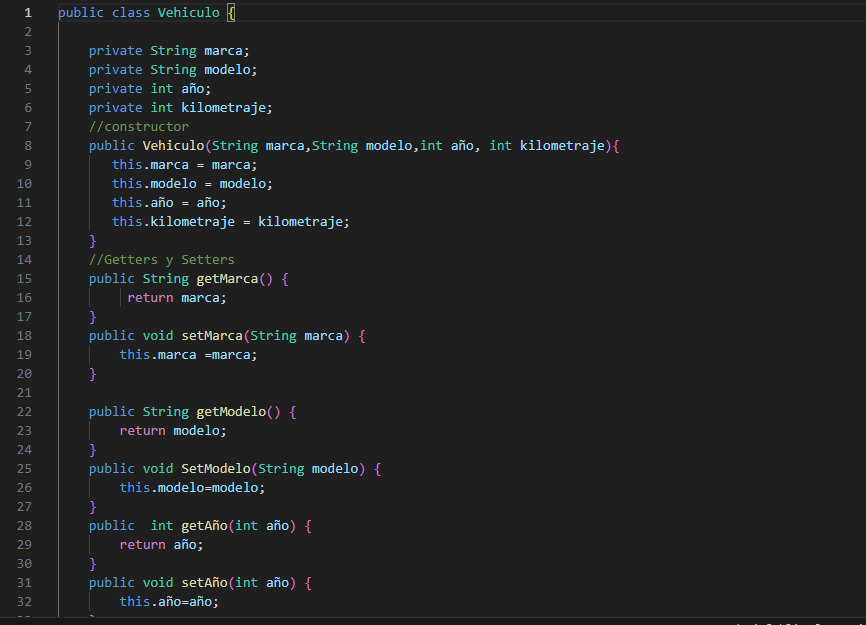 1 public class Vehiculo {
2
3 private String marca;
4 private String modelo;
5 private int año;
6 private int kilometraje;
7 //constructor
8 public Vehiculo(String marca,String modelo,int año, int kilometraje){
9 this.marca = marca;
10 this.modelo = modelo;
11 this.año = año;
12 this.kilometraje = kilometraje;
13 }
14 //Getters y Setters
15 public String getMarca() {
16 return marca;
17 }
18 public void setMarca(String marca) {
19 this.marca =marca;
20 }
21
22 public String getModelo() {
23 return modelo;
24 }
25 public void SetModelo(String modelo) {
26 this.modelo=modelo;
27 }
28 public  int getAño(int año) {
29 return año;
30 }
31 public void setAño(int año) {
32 this.año=año;